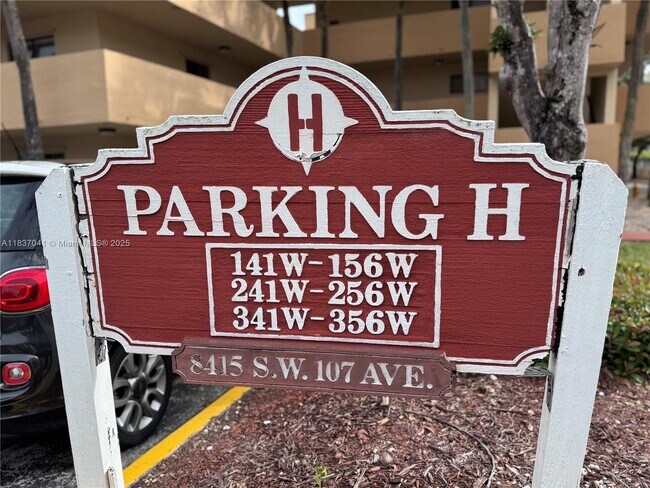 H
PARKING H
141W-156W
241W-256W
341W-356W
8415 S.W. 107 AVE.
A11837041 © Miami MLS® 2025